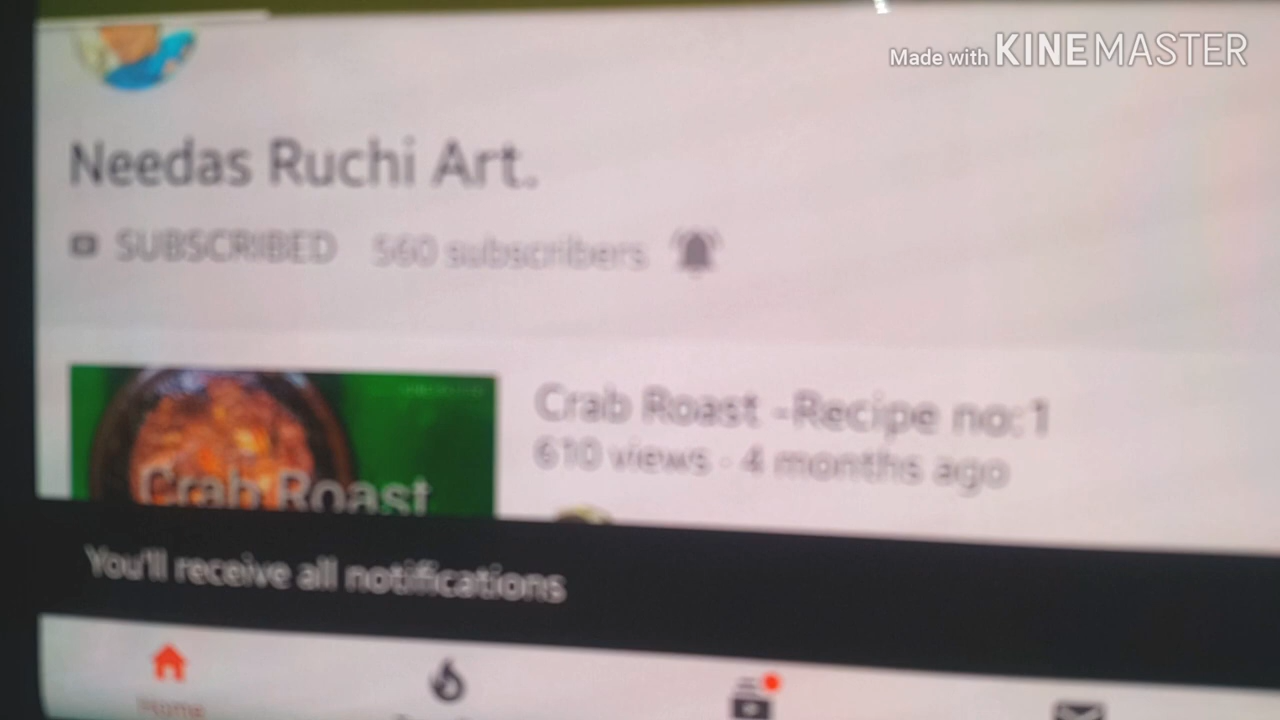 Made with KINEMASTER
Needas Ruchi Art.
SUBSCRIBED 560 subscribers
Crab Roast -Recipe no:1
610 views · 4 months ago
Crab Roast
You'll receive all notifications
Home